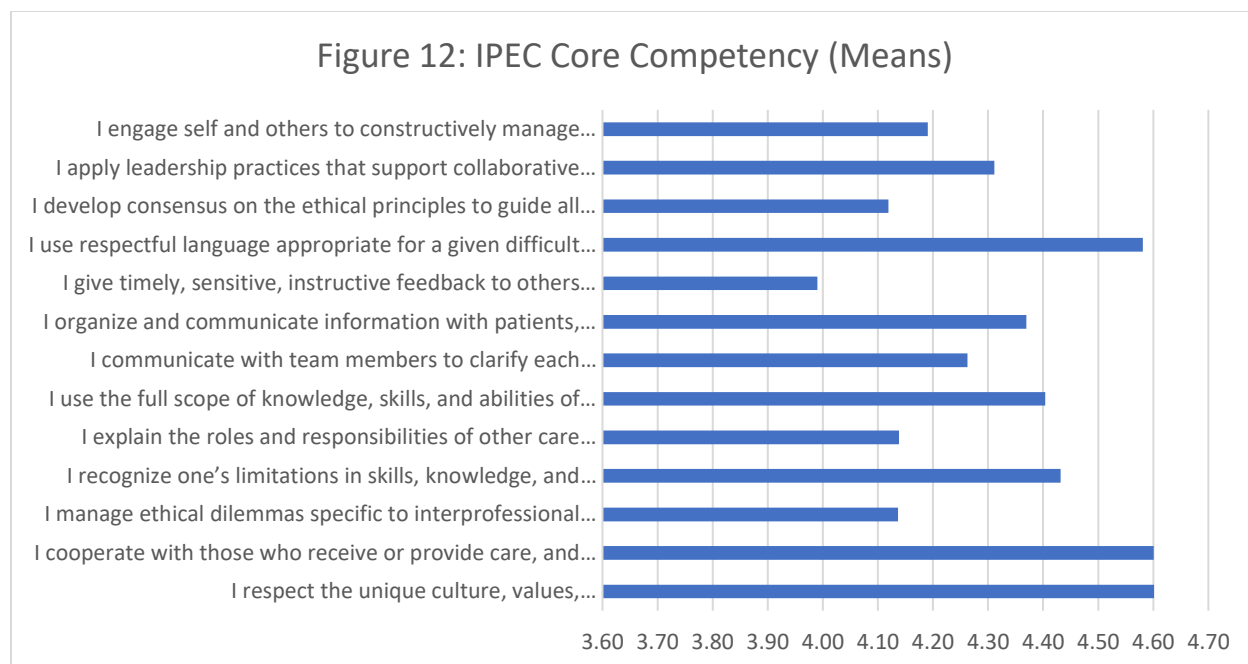 Figure 12: IPEC Core Competency (Means)
I engage self and others to constructively manage...
I apply leadership practices that support collaborative...
I develop consensus on the ethical principles to guide all...
I use respectful language appropriate for a given difficult...
I give timely, sensitive, instructive feedback to others...
I organize and communicate information with patients,...
I communicate with team members to clarify each...
I use the full scope of knowledge, skills, and abilities of...
I explain the roles and responsibilities of other care...
I recognize one’s limitations in skills, knowledge, and...
I manage ethical dilemmas specific to interprofessional...
I cooperate with those who receive or provide care, and...
I respect the unique culture, values,...
3.60 3.70 3.80 3.90 4.00 4.10 4.20 4.30 4.40 4.50 4.60 4.70